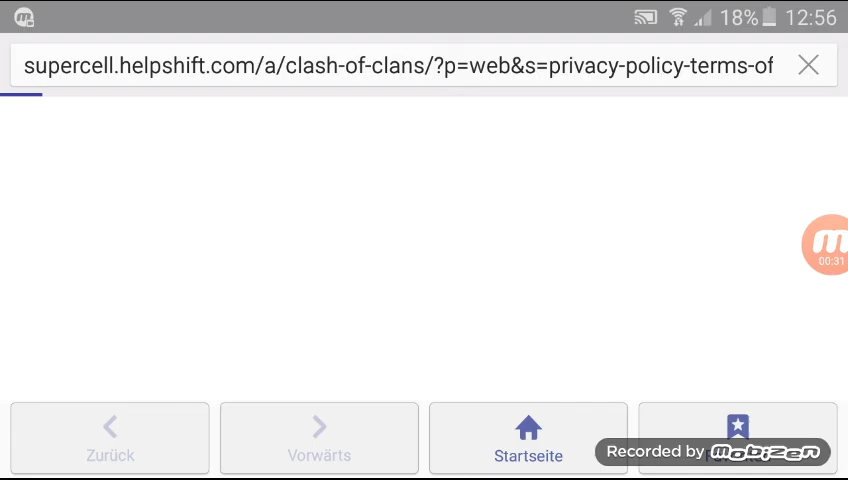 18% 12:56
supercell.helpshift.com/a/clash-of-clans/?p=web&s=privacy-policy-terms-of
00:31
Zurück Vorwärts Startseite
Recorded by mobizen